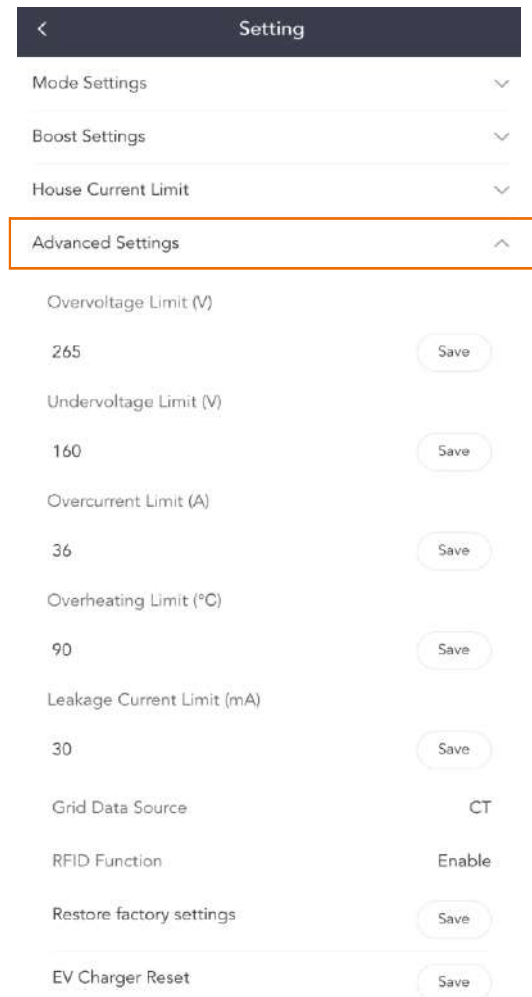 Setting
Mode Settings
Boost Settings
House Current Limit
Advanced Settings
Overvoltage Limit (V)
265 Save
Undervoltage Limit (V)
160 Save
Overcurrent Limit (A)
36 Save
Overheating Limit (°C)
90 Save
Leakage Current Limit (mA)
30 Save
Grid Data Source CT
RFID Function Enable
Restore factory settings Save
EV Charger Reset Save